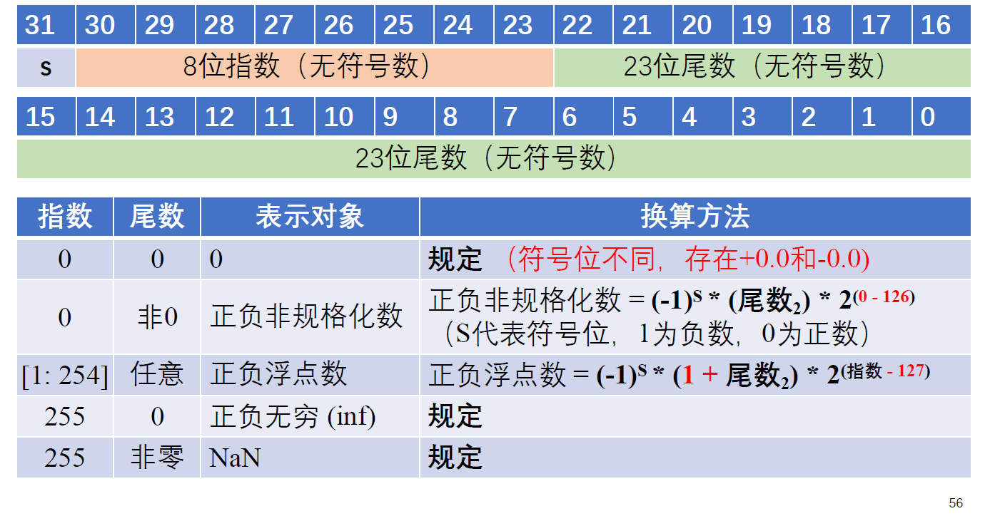 31 30 29 28 27 26 25 24 23 22 21 20 19 18 17 16
s 8位指数（无符号数） 23位尾数（无符号数）
15 14 13 12 11 10 9 8 7 6 5 4 3 2 1 0
23位尾数（无符号数）
指数 尾数 表示对象 换算方法
0 0 0 规定 （符号位不同，存在+0.0和-0.0）
0 非0 正负非规格化数 正负非规格化数 = (-1)ˢ * (尾数₂) * 2^(0 - 126)
（S代表符号位，1为负数，0为正数）
[1: 254] 任意 正负浮点数 正负浮点数 = (-1)ˢ * (1 + 尾数₂) * 2^(指数 - 127)
255 0 正负无穷 (inf) 规定
255 非零 NaN 规定
56